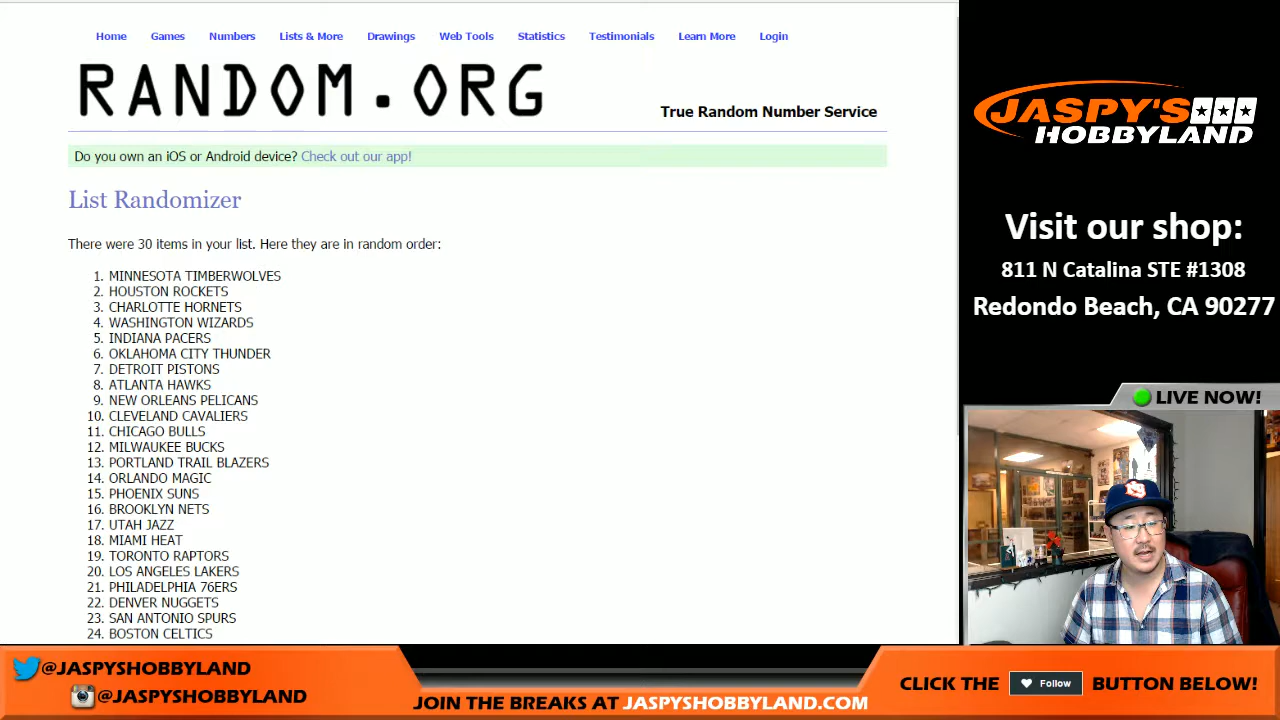 Home Games Numbers Lists & More Drawings Web Tools Statistics Testimonials Learn More Login
RANDOM.ORG
True Random Number Service
Do you own an iOS or Android device? Check out our app!
List Randomizer
There were 30 items in your list. Here they are in random order:
1. MINNESOTA TIMBERWOLVES
2. HOUSTON ROCKETS
3. CHARLOTTE HORNETS
4. WASHINGTON WIZARDS
5. INDIANA PACERS
6. OKLAHOMA CITY THUNDER
7. DETROIT PISTONS
8. ATLANTA HAWKS
9. NEW ORLEANS PELICANS
10. CLEVELAND CAVALIERS
11. CHICAGO BULLS
12. MILWAUKEE BUCKS
13. PORTLAND TRAIL BLAZERS
14. ORLANDO MAGIC
15. PHOENIX SUNS
16. BROOKLYN NETS
17. UTAH JAZZ
18. MIAMI HEAT
19. TORONTO RAPTORS
20. LOS ANGELES LAKERS
21. PHILADELPHIA 76ERS
22. DENVER NUGGETS
23. SAN ANTONIO SPURS
24. BOSTON CELTICS
JASPY'S
HOBBYLAND
Visit our shop:
811 N Catalina STE #1308
Redondo Beach, CA 90277
LIVE NOW!
@JASPYSHOBBYLAND
@JASPYSHOBBYLAND
JOIN THE BREAKS AT JASPYSHOBBYLAND.COM
CLICK THE Follow BUTTON BELOW!